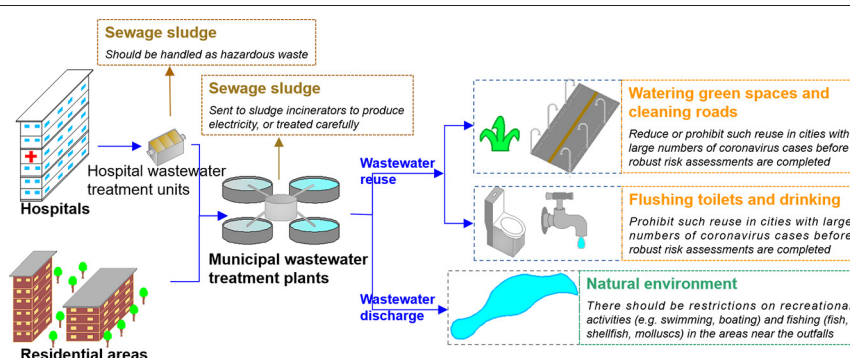 Sewage sludge
Should be handled as hazardous waste
Sewage sludge
Sent to sludge incinerators to produce
electricity, or treated carefully
Hospital wastewater
treatment units
Hospitals
Municipal wastewater
treatment plants
Residential areas
Wastewater
reuse
Wastewater
discharge
Watering green spaces and
cleaning roads
Reduce or prohibit such reuse in cities with
large numbers of coronavirus cases before
robust risk assessments are completed
Flushing toilets and drinking
Prohibit such reuse in cities with large
numbers of coronavirus cases before
robust risk assessments are completed
Natural environment
There should be restrictions on recreational
activities (e.g. swimming, boating) and fishing (fish,
shellfish, molluscs) in the areas near the outfalls